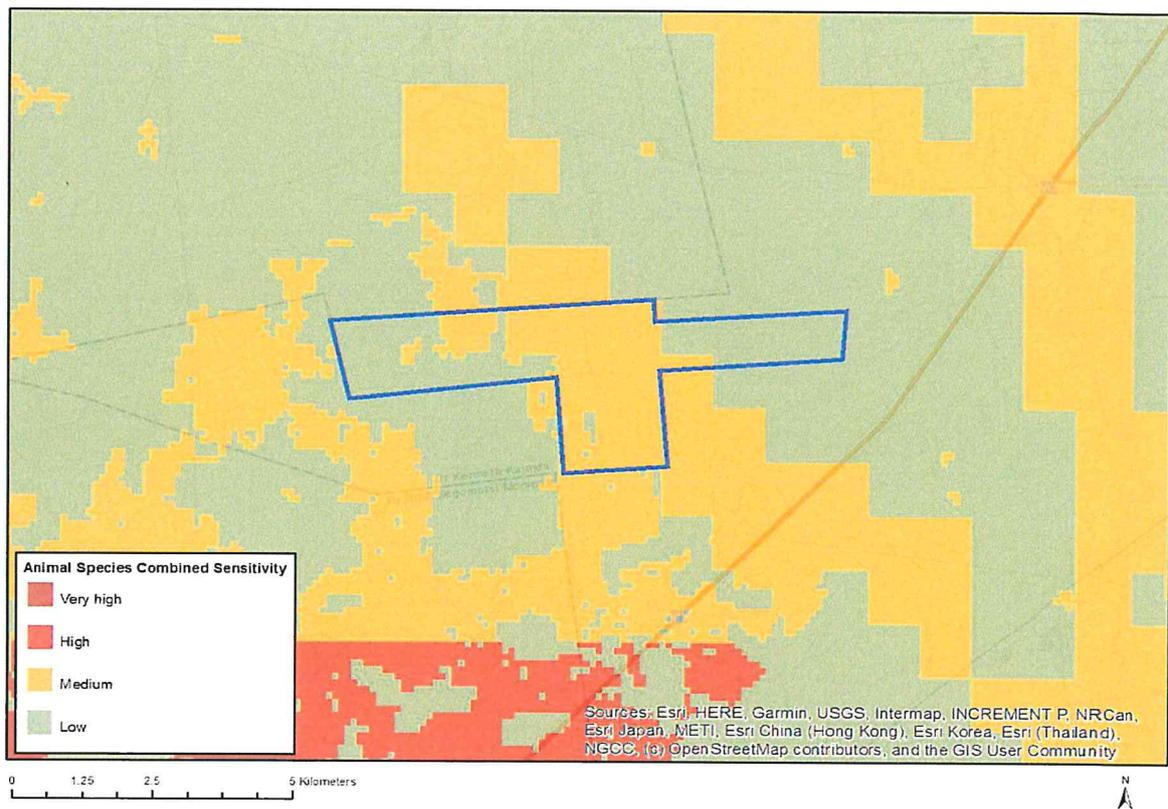 Kenneth Kaunda
Animal Species Combined Sensitivity
Very high
High
Medium
Low
Sources: Esri, HERE, Garmin, USGS, Intermap, INCREMENT P, NRCan,
Esri Japan, METI, Esri China (Hong Kong), Esri Korea, Esri (Thailand),
NGCC, (c) OpenStreetMap contributors, and the GIS User Community
0 1.25 2.5 5 Kilometers
N